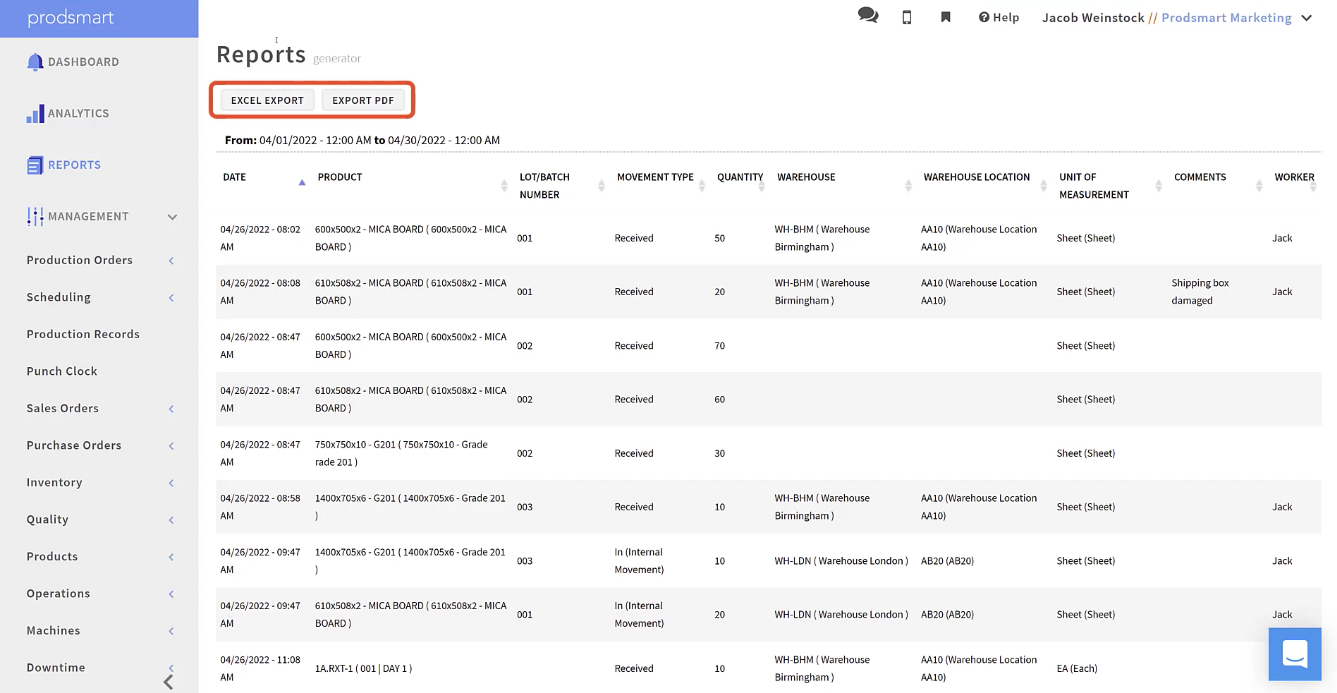 prodsmart
Help
Jacob Weinstock // Prodsmart Marketing
DASHBOARD
ANALYTICS
REPORTS
MANAGEMENT
Production Orders
Scheduling
Production Records
Punch Clock
Sales Orders
Purchase Orders
Inventory
Quality
Products
Operations
Machines
Downtime
Reports generator
EXCEL EXPORT EXPORT PDF
From: 04/01/2022 - 12:00 AM to 04/30/2022 - 12:00 AM
DATE PRODUCT LOT/BATCH MOVEMENT TYPE QUANTITY WAREHOUSE WAREHOUSE LOCATION UNIT OF COMMENTS WORKER
NUMBER MEASUREMENT
04/26/2022 - 08:02 600x500x2 - MICA BOARD ( 600x500x2 - MICA 001 Received 50 WH-BHM ( Warehouse AA10 (Warehouse Location Sheet (Sheet) Jack
AM BOARD ) Birmingham ) AA10)
04/26/2022 - 08:08 610x508x2 - MICA BOARD ( 610x508x2 - MICA 001 Received 20 WH-BHM ( Warehouse AA10 (Warehouse Location Sheet (Sheet) Shipping box Jack
AM BOARD ) Birmingham ) AA10) damaged
04/26/2022 - 08:47 600x500x2 - MICA BOARD ( 600x500x2 - MICA 002 Received 70 Sheet (Sheet)
AM BOARD )
04/26/2022 - 08:47 610x508x2 - MICA BOARD ( 610x508x2 - MICA 002 Received 60 Sheet (Sheet)
AM BOARD )
04/26/2022 - 08:47 750x750x10 - G201 ( 750x750x10 - Grade 002 Received 30 Sheet (Sheet)
AM rade 201 )
04/26/2022 - 08:58 1400x705x6 - G201 ( 1400x705x6 - Grade 201 003 Received 10 WH-BHM ( Warehouse AA10 (Warehouse Location Sheet (Sheet) Jack
AM ) Birmingham ) AA10)
04/26/2022 - 09:47 1400x705x6 - G201 ( 1400x705x6 - Grade 201 003 In (Internal 10 WH-LDN ( Warehouse London ) AB20 (AB20) Sheet (Sheet) Jack
AM ) Movement)
04/26/2022 - 09:47 610x508x2 - MICA BOARD ( 610x508x2 - MICA 001 In (Internal 20 WH-LDN ( Warehouse London ) AB20 (AB20) Sheet (Sheet) Jack
AM BOARD ) Movement)
04/26/2022 - 11:08 1A.RXT-1 ( 001 | DAY 1 ) Received 10 WH-BHM ( Warehouse AA10 (Warehouse Location EA (Each)
AM Birmingham ) AA10)